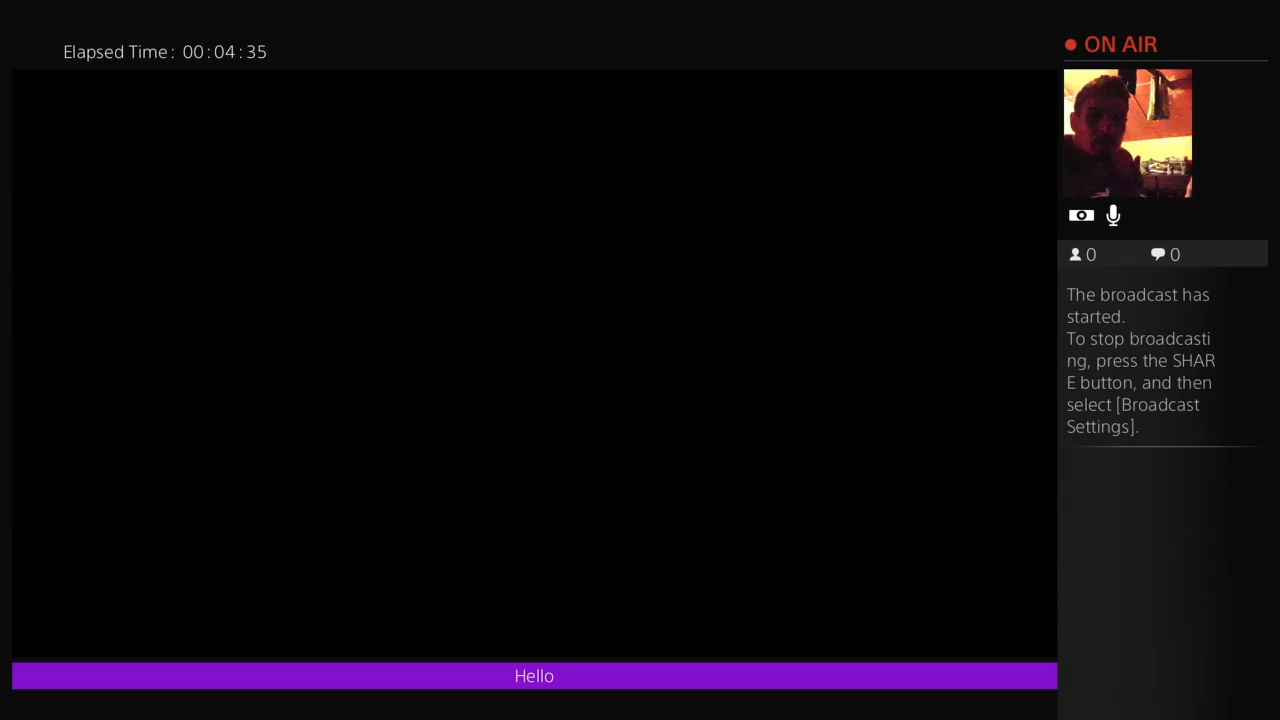 Elapsed Time: 00:04:35
ON AIR
0 0
The broadcast has
started.
To stop broadcasti
ng, press the SHAR
E button, and then
select [Broadcast
Settings].
Hello